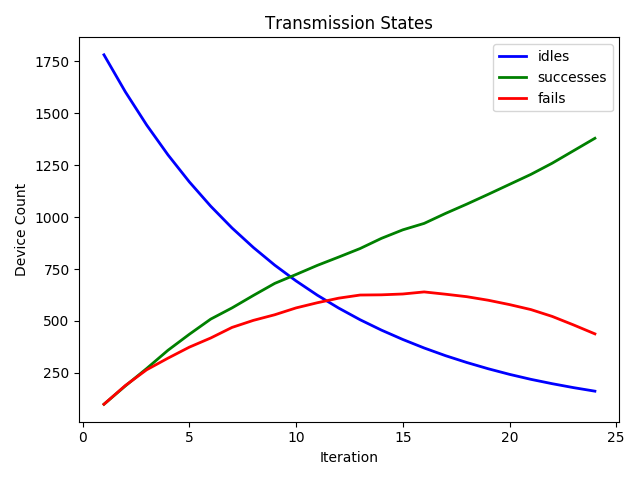 Transmission States
idles
successes
fails
1750
1500
1250
1000
750
500
250
Device Count
0 5 10 15 20 25
Iteration